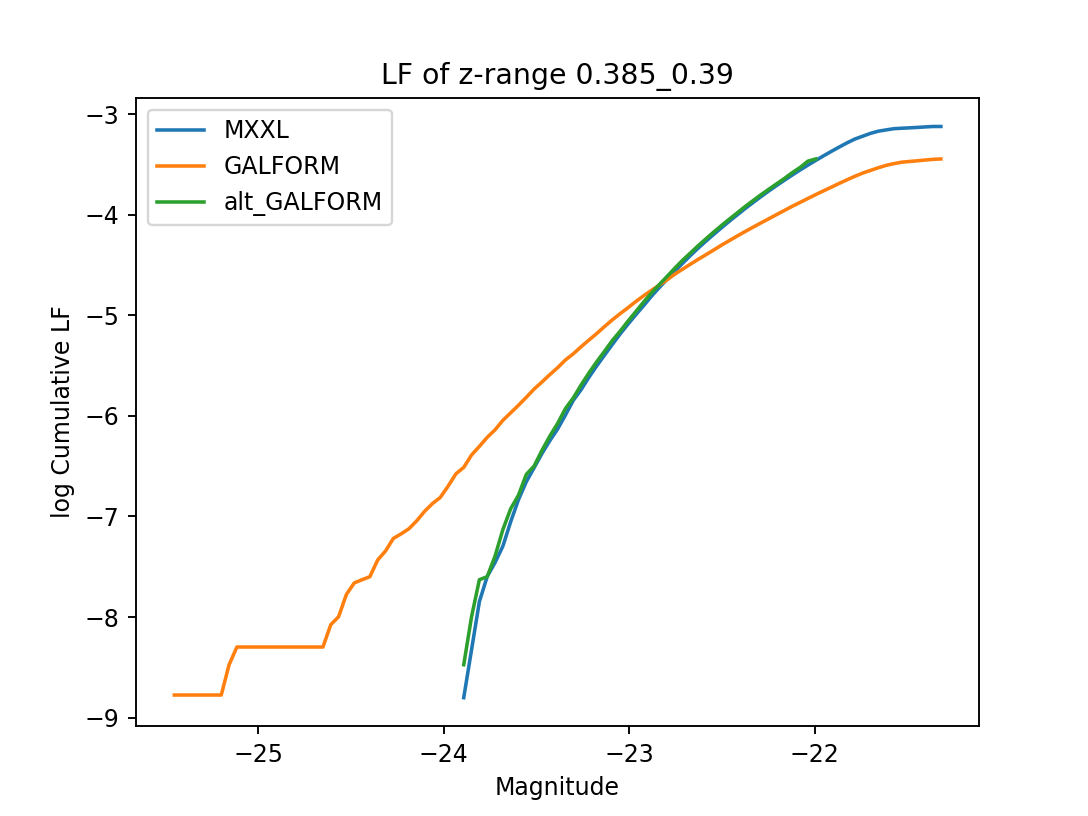 LF of z-range 0.385_0.39
MXXL
GALFORM
alt_GALFORM
−3
−4
−5
−6
−7
−8
−9
log Cumulative LF
−25
−24
−23
−22
Magnitude